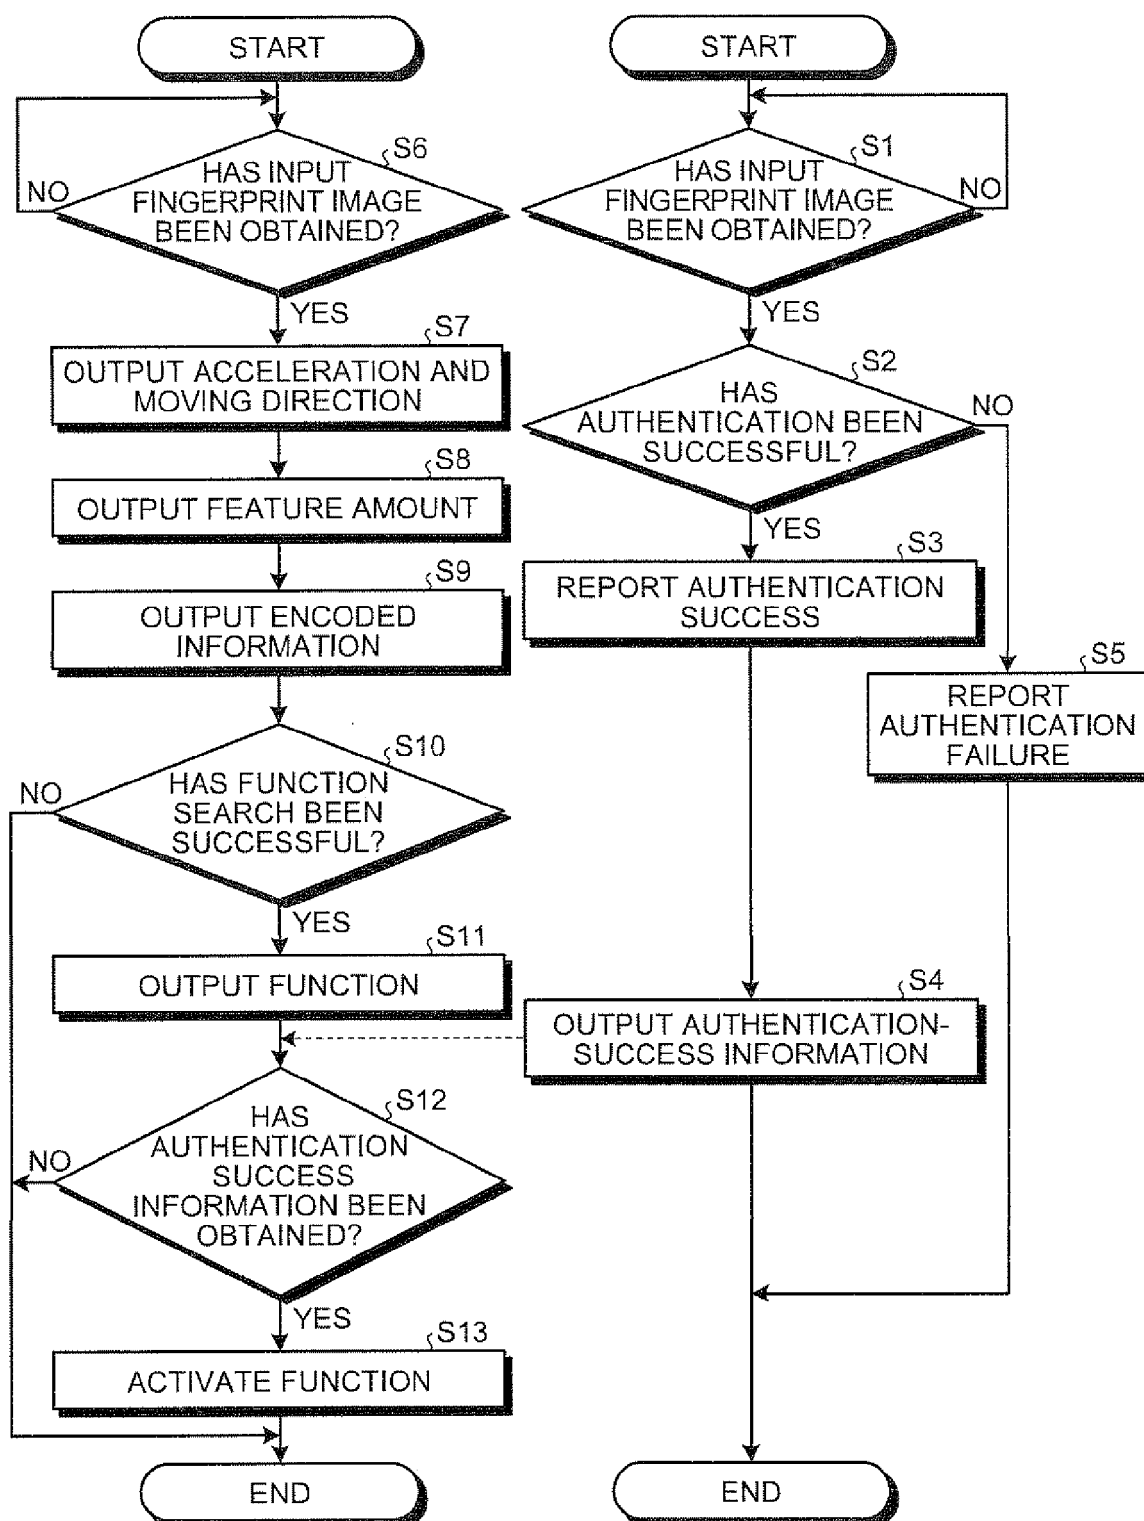 START
S6
HAS INPUT
FINGERPRINT IMAGE
BEEN OBTAINED?
NO
YES
S7
OUTPUT ACCELERATION AND
MOVING DIRECTION
S8
OUTPUT FEATURE AMOUNT
S9
OUTPUT ENCODED
INFORMATION
S10
HAS FUNCTION
SEARCH BEEN
SUCCESSFUL?
NO
YES
S11
OUTPUT FUNCTION
S12
HAS
AUTHENTICATION
SUCCESS
INFORMATION BEEN
OBTAINED?
NO
YES
S13
ACTIVATE FUNCTION
END
START
S1
HAS INPUT
FINGERPRINT IMAGE
BEEN OBTAINED?
NO
YES
S2
HAS
AUTHENTICATION BEEN
SUCCESSFUL?
NO
YES
S3
REPORT AUTHENTICATION
SUCCESS
S5
REPORT
AUTHENTICATION
FAILURE
S4
OUTPUT AUTHENTICATION-
SUCCESS INFORMATION
END